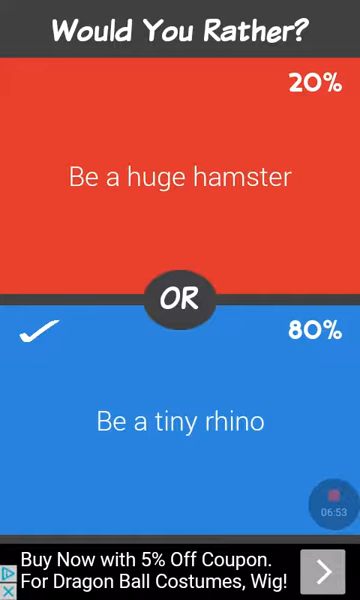 Would You Rather?
20%
Be a huge hamster
OR
80%
Be a tiny rhino
06:53
Buy Now with 5% Off Coupon.
For Dragon Ball Costumes, Wig!